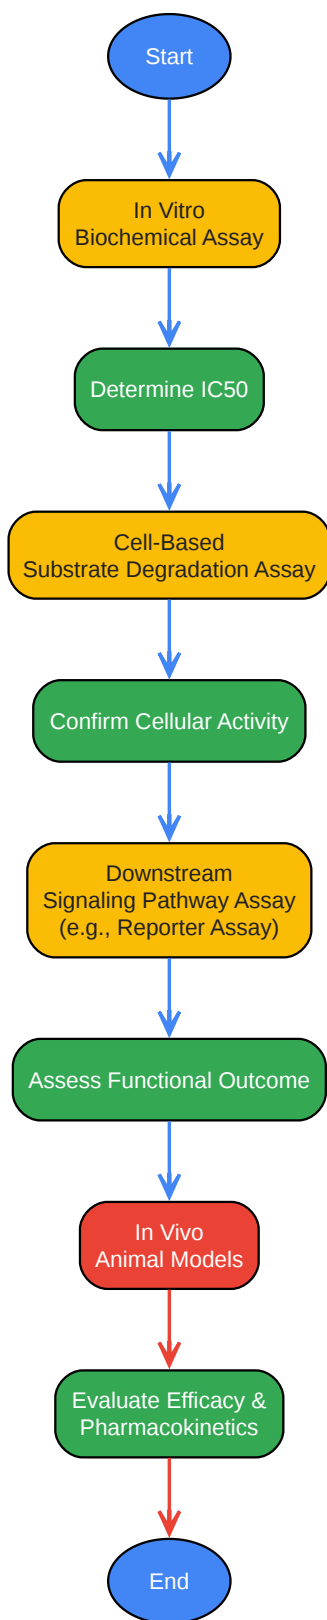 Start
In Vitro
Biochemical Assay
Determine IC50
Cell-Based
Substrate Degradation Assay
Confirm Cellular Activity
Downstream
Signaling Pathway Assay
(e.g., Reporter Assay)
Assess Functional Outcome
In Vivo
Animal Models
Evaluate Efficacy &
Pharmacokinetics
End